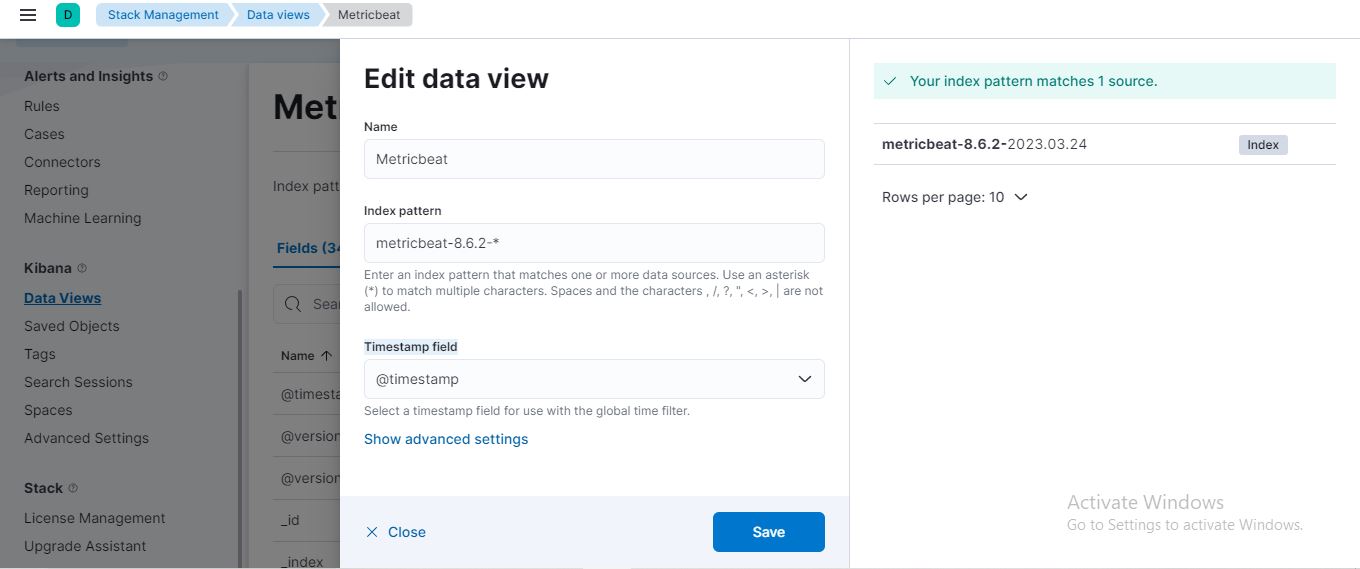 D
Stack Management
Data views
Metricbeat
Alerts and Insights
Rules
Cases
Connectors
Reporting
Machine Learning
Kibana
Data Views
Saved Objects
Tags
Search Sessions
Spaces
Advanced Settings
Stack
License Management
Upgrade Assistant
Met
Index patt
Fields (34
Sear
Name
@timesta
@version
@version
_id
_index
Edit data view
Name
Metricbeat
Index pattern
metricbeat-8.6.2-*
Enter an index pattern that matches one or more data sources. Use an asterisk
(*) to match multiple characters. Spaces and the characters , /, ?, ", <, >, | are not
allowed.
Timestamp field
@timestamp
Select a timestamp field for use with the global time filter.
Show advanced settings
Close
Save
Your index pattern matches 1 source.
metricbeat-8.6.2-2023.03.24
Index
Rows per page: 10
Activate Windows
Go to Settings to activate Windows.